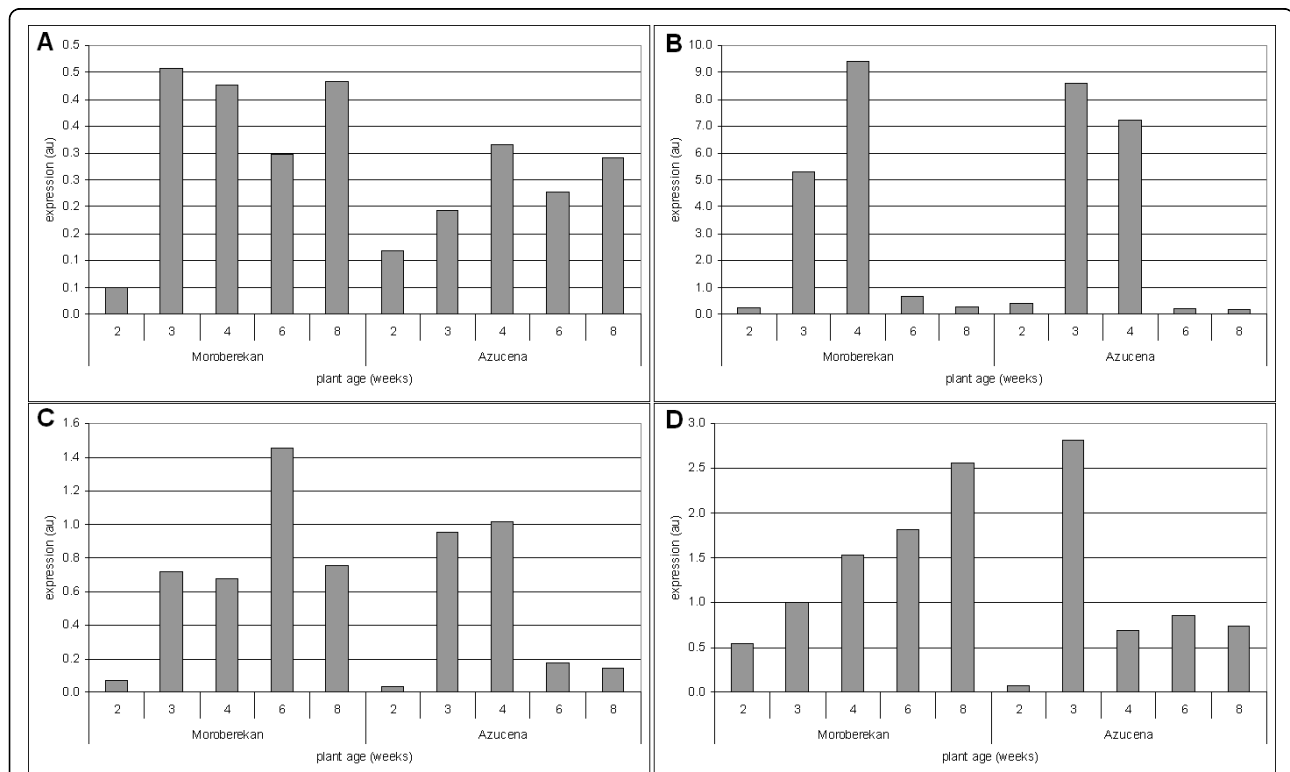 A
expression (au)
0.5
0.5
0.4
0.4
0.3
0.3
0.2
0.2
0.1
0.1
0.0
2 3 4 6 8 2 3 4 6 8
Moroberekan Azucena
plant age (weeks)
B
expression (au)
10.0
9.0
8.0
7.0
6.0
5.0
4.0
3.0
2.0
1.0
0.0
2 3 4 6 8 2 3 4 6 8
Moroberekan Azucena
plant age (weeks)
C
expression (au)
1.6
1.4
1.2
1.0
0.8
0.6
0.4
0.2
0.0
2 3 4 6 8 2 3 4 6 8
Moroberekan Azucena
plant age (weeks)
D
expression (au)
3.0
2.5
2.0
1.5
1.0
0.5
0.0
2 3 4 6 8 2 3 4 6 8
Moroberekan Azucena
plant age (weeks)